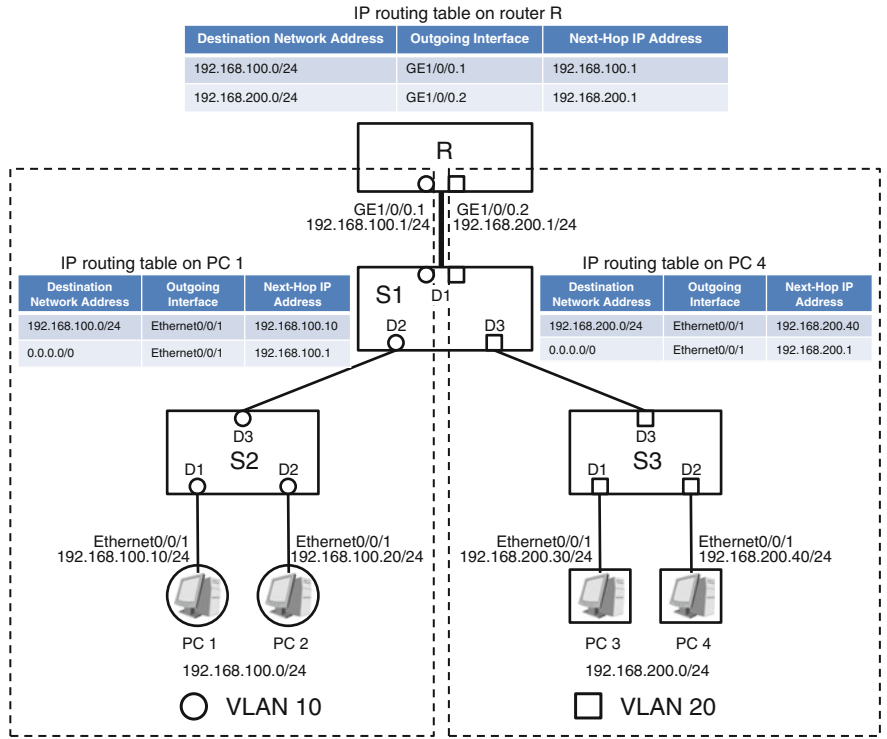 IP routing table on router R
Destination Network Address Outgoing Interface Next-Hop IP Address
192.168.100.0/24 GE1/0/0.1 192.168.100.1
192.168.200.0/24 GE1/0/0.2 192.168.200.1
R
GE1/0/0.1
192.168.100.1/24
GE1/0/0.2
192.168.200.1/24
IP routing table on PC 1
Destination Network Address Outgoing Interface Next-Hop IP Address
192.168.100.0/24 Ethernet0/0/1 192.168.100.10
0.0.0.0/0 Ethernet0/0/1 192.168.100.1
S1
D1
D2
D3
IP routing table on PC 4
Destination Network Address Outgoing Interface Next-Hop IP Address
192.168.200.0/24 Ethernet0/0/1 192.168.200.40
0.0.0.0/0 Ethernet0/0/1 192.168.200.1
D3
S2
D1
D2
D3
S3
D1
D2
Ethernet0/0/1
192.168.100.10/24
Ethernet0/0/1
192.168.100.20/24
Ethernet0/0/1
192.168.200.30/24
Ethernet0/0/1
192.168.200.40/24
PC 1
PC 2
PC 3
PC 4
192.168.100.0/24
192.168.200.0/24
VLAN 10
VLAN 20